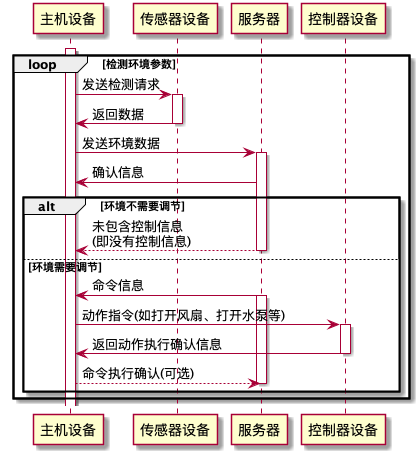 主机设备 传感器设备 服务器 控制器设备
loop [检测环境参数]
发送检测请求
返回数据
发送环境数据
确认信息
alt [环境不需要调节]
未包含控制信息
(即没有控制信息)
[环境需要调节]
命令信息
动作指令(如打开风扇、打开水泵等)
返回动作执行确认信息
命令执行确认(可选)
主机设备 传感器设备 服务器 控制器设备